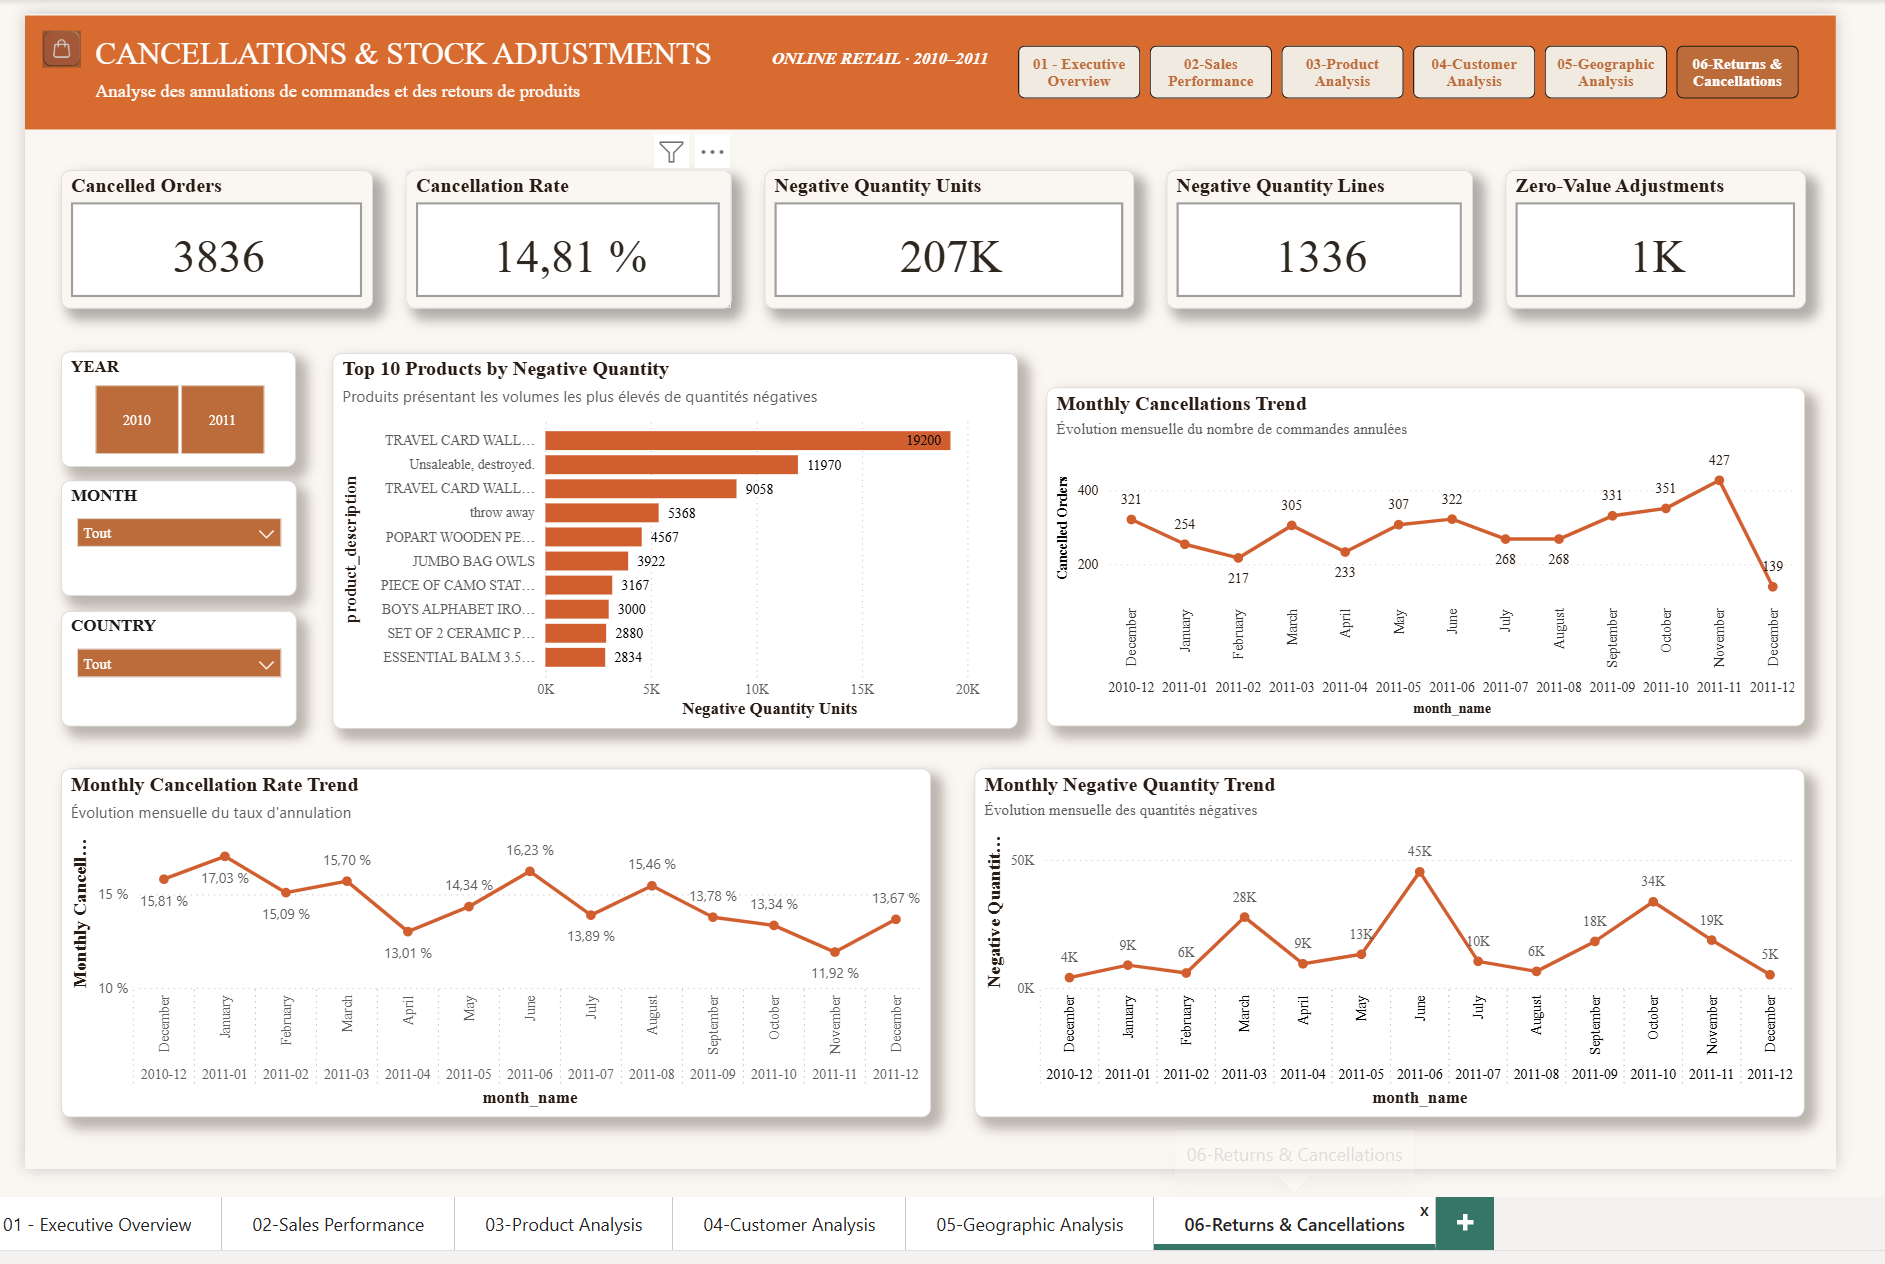 CANCELLATIONS & STOCK ADJUSTMENTS
Analyse des annulations de commandes et des retours de produits
ONLINE RETAIL · 2010–2011
01 - Executive Overview
02-Sales Performance
03-Product Analysis
04-Customer Analysis
05-Geographic Analysis
06-Returns & Cancellations
Cancelled Orders
3836
Cancellation Rate
14,81 %
Negative Quantity Units
207K
Negative Quantity Lines
1336
Zero-Value Adjustments
1K
YEAR
2010
2011
MONTH
Tout
COUNTRY
Tout
Top 10 Products by Negative Quantity
Produits présentant les volumes les plus élevés de quantités négatives
product_description
TRAVEL CARD WALL... 19200
Unsaleable, destroyed. 11970
TRAVEL CARD WALL... 9058
throw away 5368
POPART WOODEN PE... 4567
JUMBO BAG OWLS 3922
PIECE OF CAMO STAT... 3167
BOYS ALPHABET IRO... 3000
SET OF 2 CERAMIC P... 2880
ESSENTIAL BALM 3.5... 2834
0K 5K 10K 15K 20K
Negative Quantity Units
Monthly Cancellations Trend
Évolution mensuelle du nombre de commandes annulées
Cancelled Orders
400
200
321 254 217 305 233 307 322 268 268 331 351 427 139
December January February March April May June July August September October November December
2010-12 2011-01 2011-02 2011-03 2011-04 2011-05 2011-06 2011-07 2011-08 2011-09 2011-10 2011-11 2011-12
month_name
Monthly Cancellation Rate Trend
Évolution mensuelle du taux d'annulation
Monthly Cancell...
15 %
10 %
15,81 % 17,03 % 15,09 % 15,70 % 13,01 % 14,34 % 16,23 % 13,89 % 15,46 % 13,78 % 13,34 % 11,92 % 13,67 %
December January February March April May June July August September October November December
2010-12 2011-01 2011-02 2011-03 2011-04 2011-05 2011-06 2011-07 2011-08 2011-09 2011-10 2011-11 2011-12
month_name
Monthly Negative Quantity Trend
Évolution mensuelle des quantités négatives
Negative Quantit...
50K
0K
4K 9K 6K 28K 9K 13K 45K 10K 6K 18K 34K 19K 5K
December January February March April May June July August September October November December
2010-12 2011-01 2011-02 2011-03 2011-04 2011-05 2011-06 2011-07 2011-08 2011-09 2011-10 2011-11 2011-12
month_name
06-Returns & Cancellations
01 - Executive Overview
02-Sales Performance
03-Product Analysis
04-Customer Analysis
05-Geographic Analysis
06-Returns & Cancellations
x
+